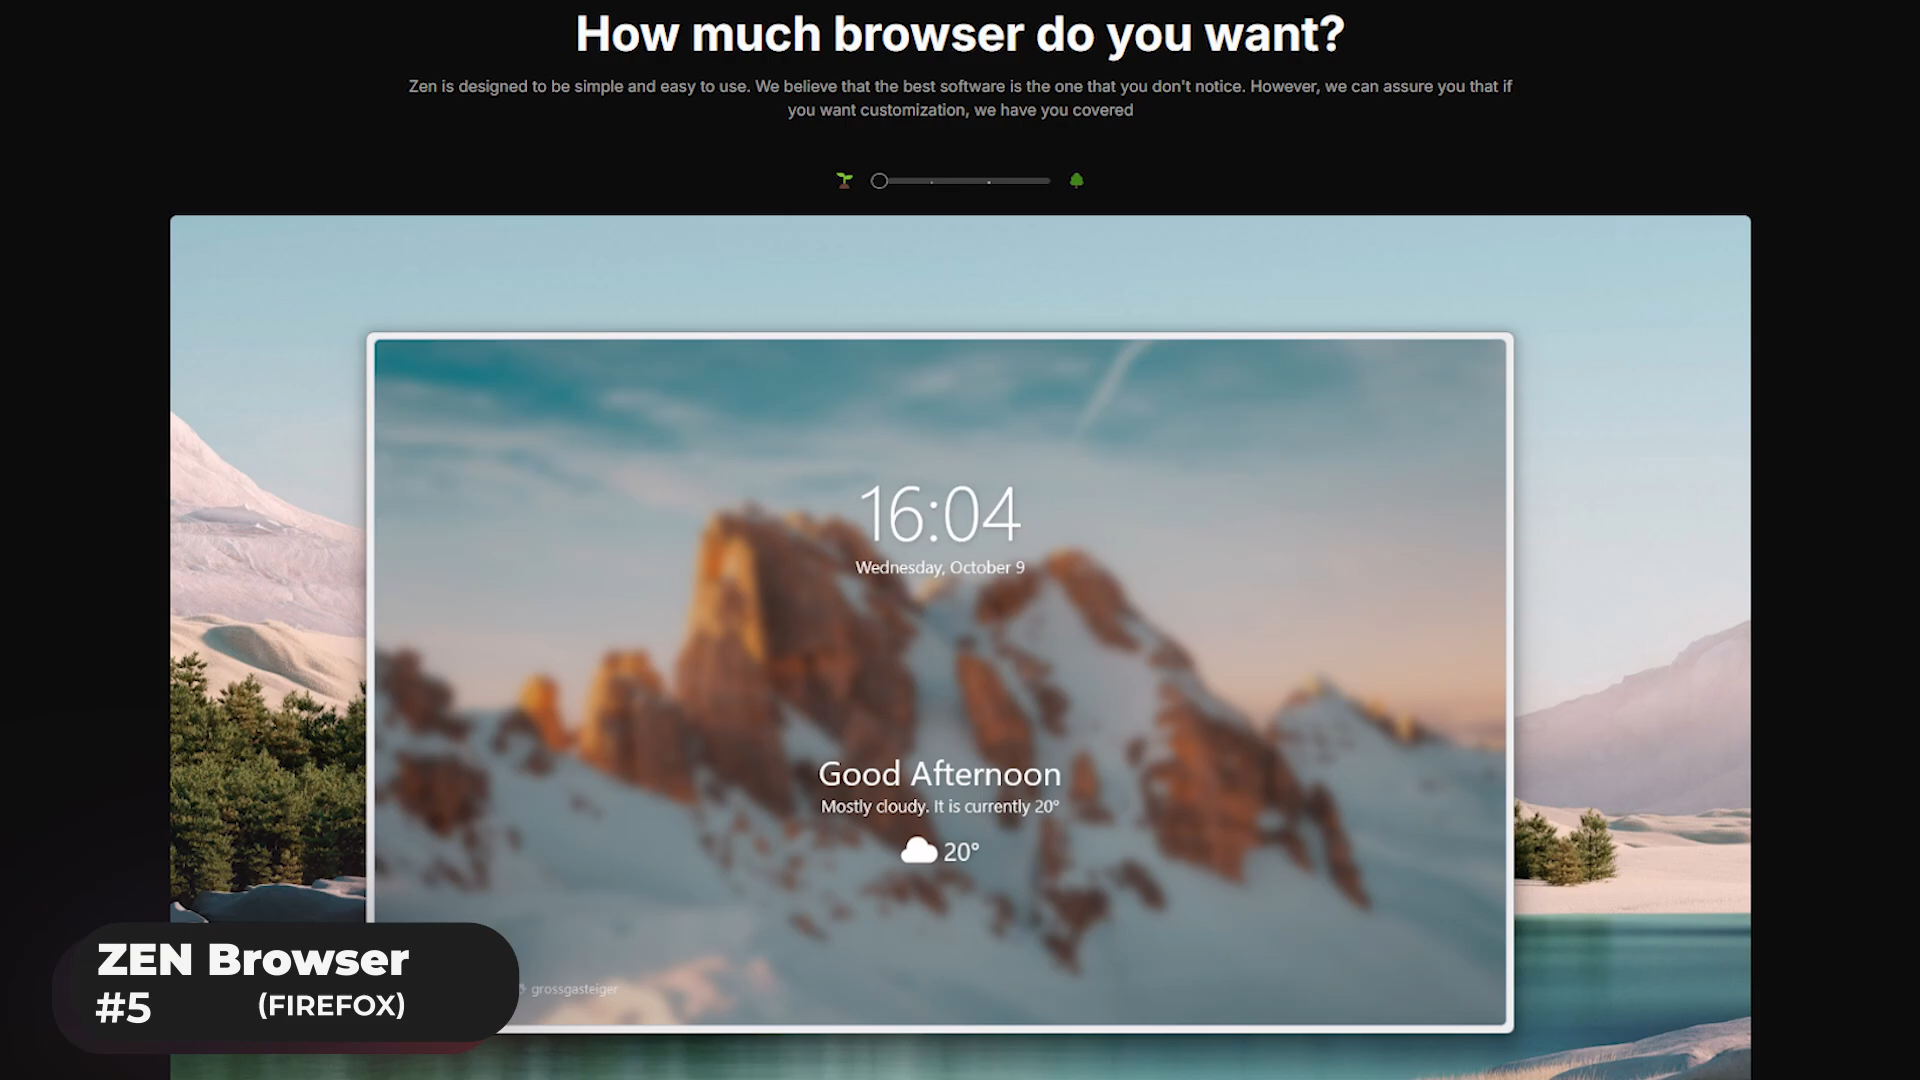 How much browser do you want?
Zen is designed to be simple and easy to use. We believe that the best software is the one that you don't notice. However, we can assure you that if
you want customization, we have you covered
16:04
Wednesday, October 9
Good Afternoon
Mostly cloudy. It is currently 20°
20°
grossgasteiger
ZEN Browser
#5 (FIREFOX)